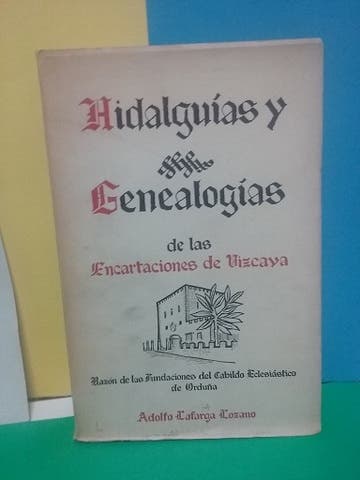 Hidalguías y
Genealogías
de las
Encartaciones de Vizcaya
Razón de las Fundaciones del Cabildo Eclesiástico
de Orduña
Adolfo Lafarga Lozano